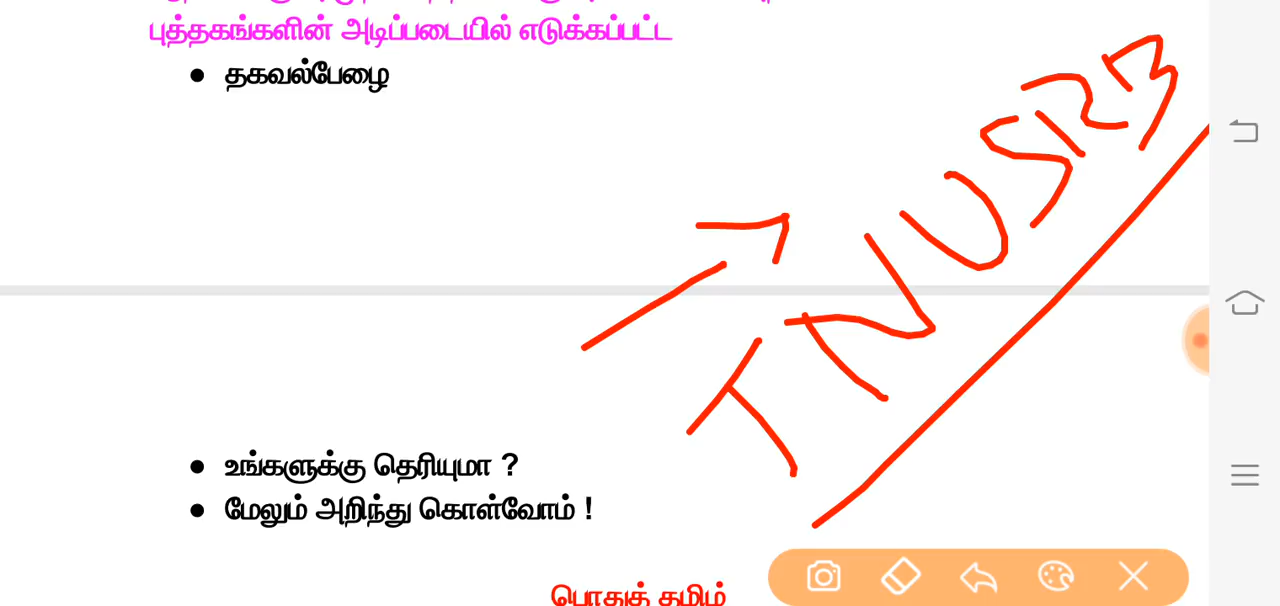 புத்தகங்களின் அடிப்படையில் எடுக்கப்பட்ட
● தகவல்பேழை
TNUSRB
● உங்களுக்கு தெரியுமா ?
● மேலும் அறிந்து கொள்வோம் !
பொதுத் தமிழ்